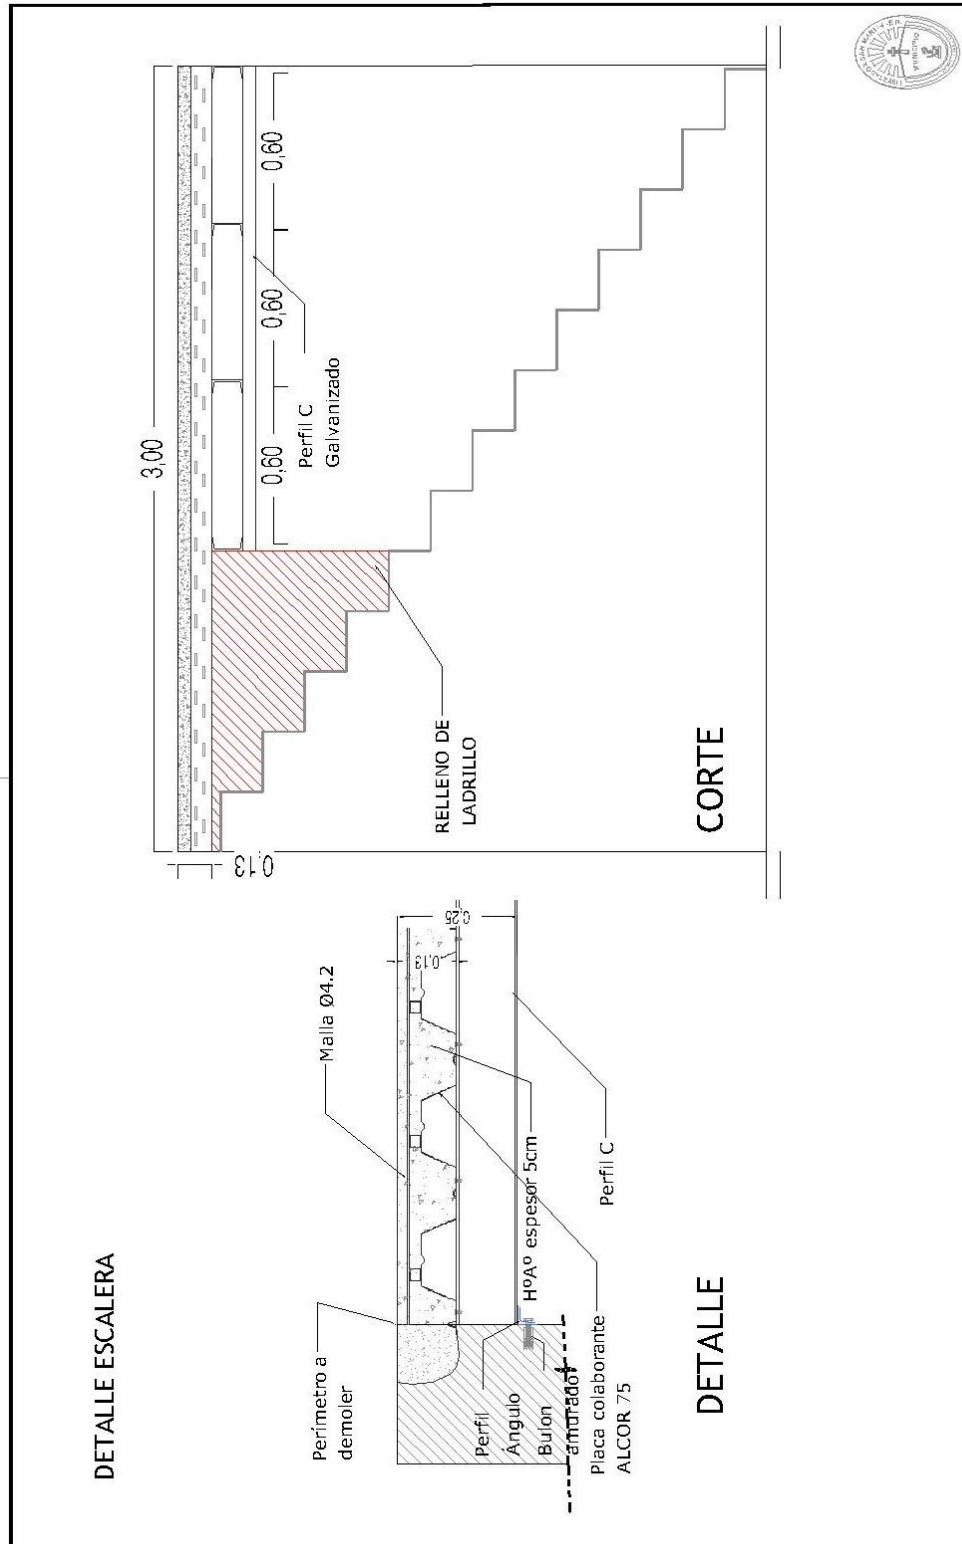 DETALLE ESCALERA
Perímetro a
demoler
Malla Ø4.2
0,13
0,25
Perfil
Ángulo
Bulon
amurado
HºAº espesor 5cm
Placa colaborante
ALCOR 75
Perfil C
DETALLE
3,00
0,13
0,60
0,60
0,60
Perfil C
Galvanizado
RELLENO DE
LADRILLO
CORTE
MUNICIPIO